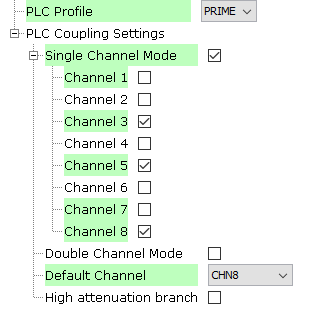 PLC Profile PRIME
PLC Coupling Settings
Single Channel Mode
Channel 1
Channel 2
Channel 3
Channel 4
Channel 5
Channel 6
Channel 7
Channel 8
Double Channel Mode
Default Channel CHN8
High attenuation branch